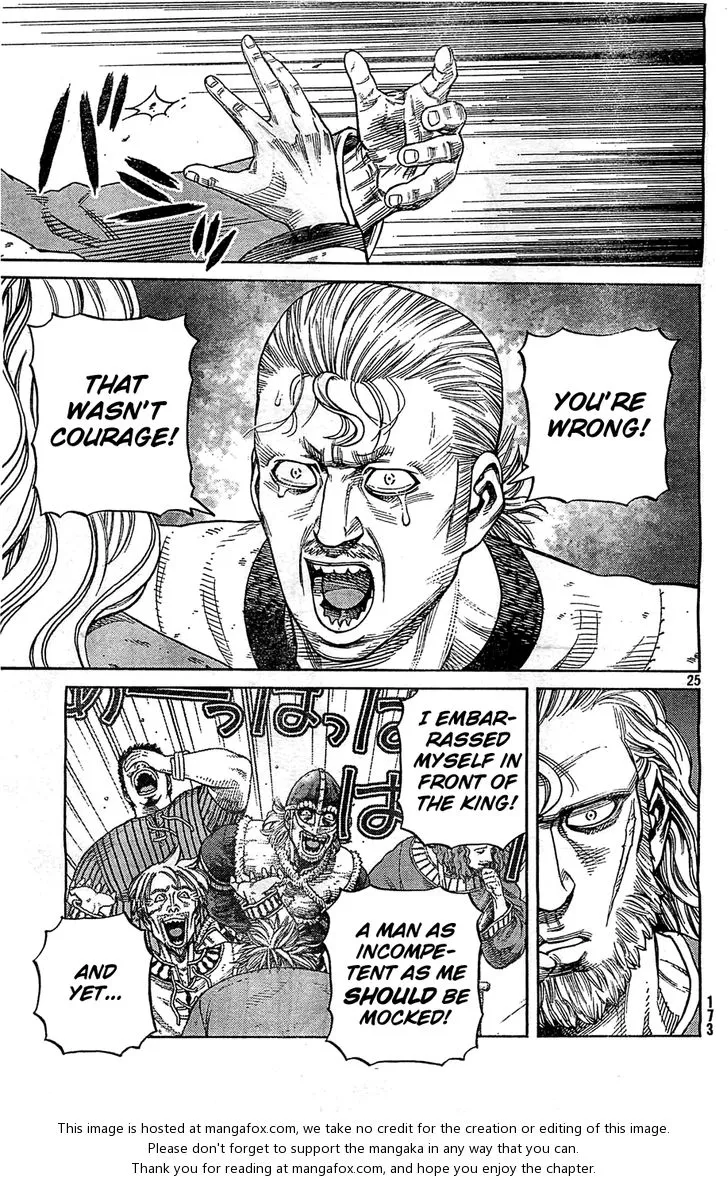 YOU'RE
WRONG!
THAT
WASN'T
COURAGE!
25
I EMBAR-
RASSED
MYSELF IN
FRONT OF
THE KING!
A MAN AS
INCOMPE-
TENT AS ME
SHOULD BE
MOCKED!
AND
YET...
173
This image is hosted at mangafox.com, we take no credit for the creation or editing of this image.
Please don't forget to support the mangaka in any way that you can.
Thank you for reading at mangafox.com, and hope you enjoy the chapter.